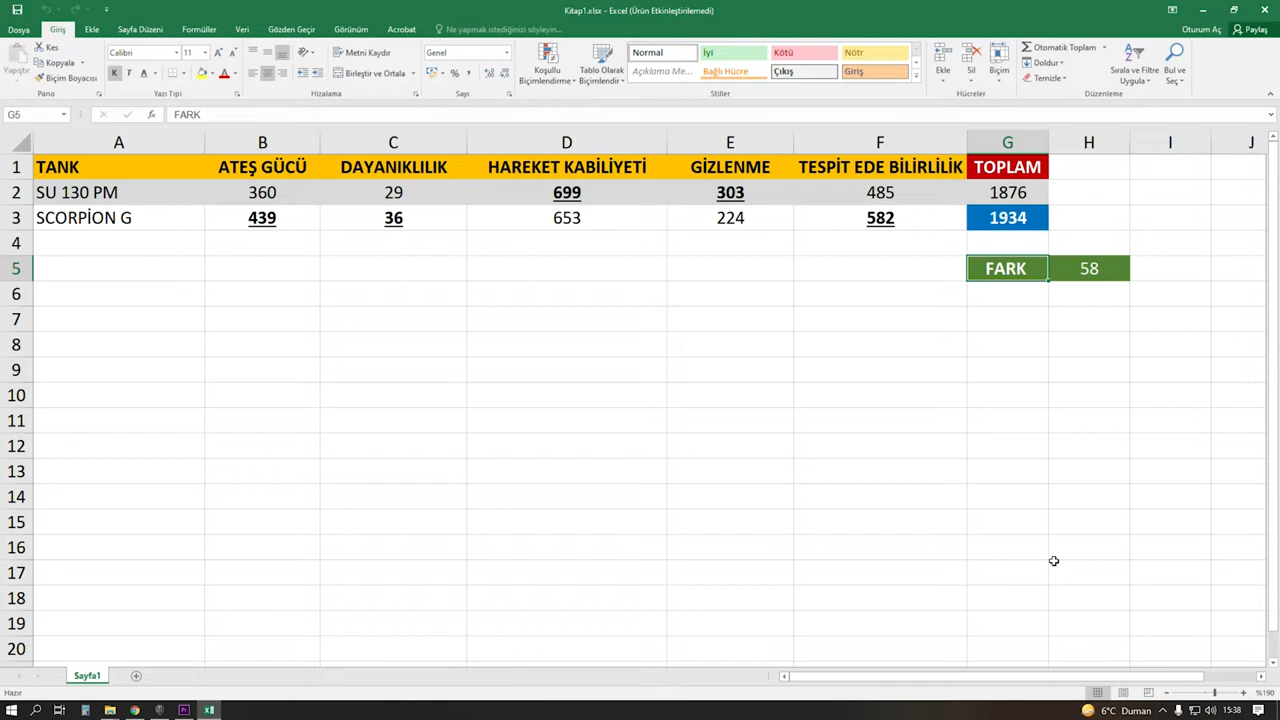 Kitap1.xlsx - Excel (Ürün Etkinleştirilemedi)
Dosya Giriş Ekle Sayfa Düzeni Formüller Veri Gözden Geçir Görünüm Acrobat Ne yapmak istediğinizi söyleyin... Oturum Aç Paylaş
Yapıştır Kes Kopyala Biçim Boyacısı
Pano
Calibri 11
K T A
Yazı Tipi
Metni Kaydır
Birleştir ve Ortala
Hizalama
Genel
Sayı
Koşullu Biçimlendirme
Tablo Olarak Biçimlendir
Normal İyi Kötü Nötr
Açıklama Me... Bağlı Hücre Çıkış Giriş
Stiller
Ekle Sil Biçim
Hücreler
Otomatik Toplam
Doldur
Temizle
Sırala ve Filtre Uygula
Bul ve Seç
Düzenleme
G5 fx FARK
A B C D E F G H I J
1 TANK ATEŞ GÜCÜ DAYANIKLILIK HAREKET KABİLİYETİ GİZLENME TESPİT EDE BİLİRLİLİK TOPLAM
2 SU 130 PM 360 29 699 303 485 1876
3 SCORPİON G 439 36 653 224 582 1934
4
5 FARK 58
6
7
8
9
10
11
12
13
14
15
16
17
18
19
20
Sayfa1
Hazır %190
6°C Duman 15:38